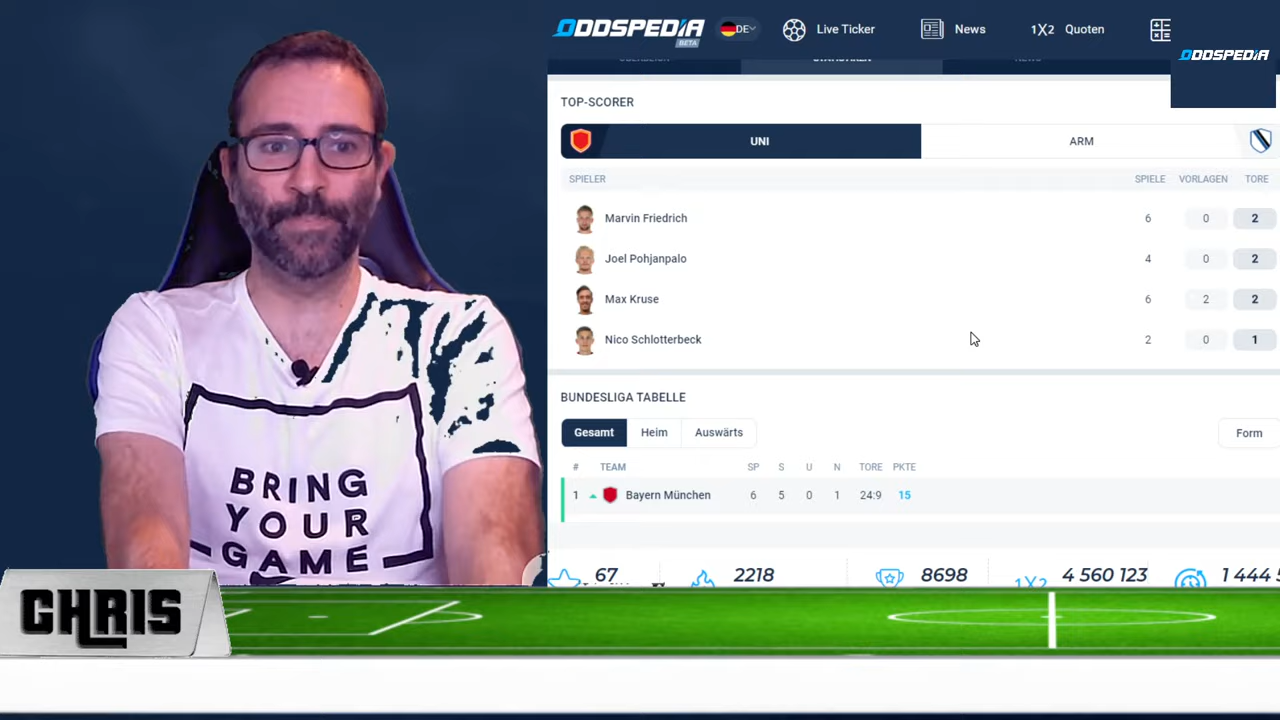 ODDSPEDIA
BETA
DE
Live Ticker
News
1X2
Quoten
ODDSPEDIA
TOP-SCORER
UNI
ARM
SPIELER
SPIELE
VORLAGEN
TORE
Marvin Friedrich
6
0
2
Joel Pohjanpalo
4
0
2
Max Kruse
6
2
2
Nico Schlotterbeck
2
0
1
BUNDESLIGA TABELLE
Gesamt
Heim
Auswärts
Form
#
TEAM
SP
S
U
N
TORE
PKTE
1
Bayern München
6
5
0
1
24:9
15
67
2218
8698
1X2
4 560 123
1 444
BRING
YOUR
GAME
CHRIS